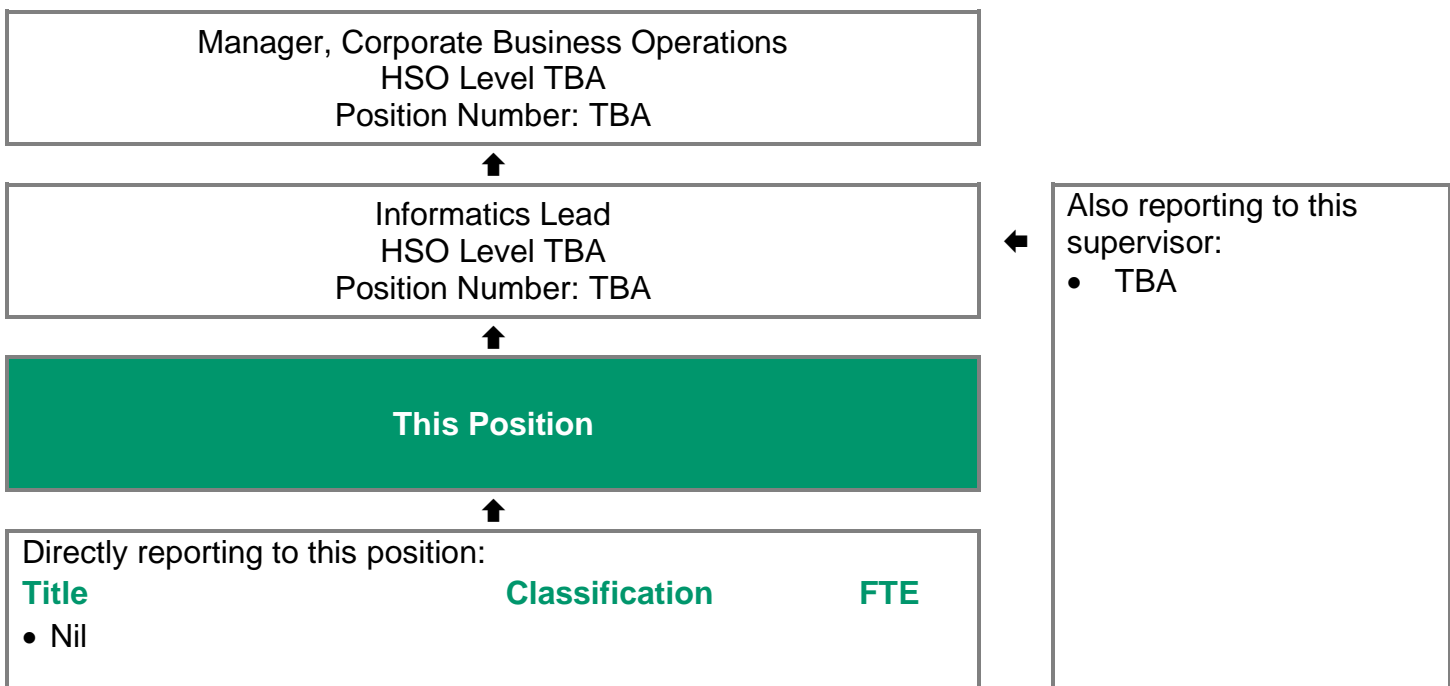 Manager, Corporate Business Operations
HSO Level TBA
Position Number: TBA
Informatics Lead
HSO Level TBA
Position Number: TBA
Also reporting to this
supervisor:
• TBA
This Position
Directly reporting to this position:
Title Classification FTE
• Nil